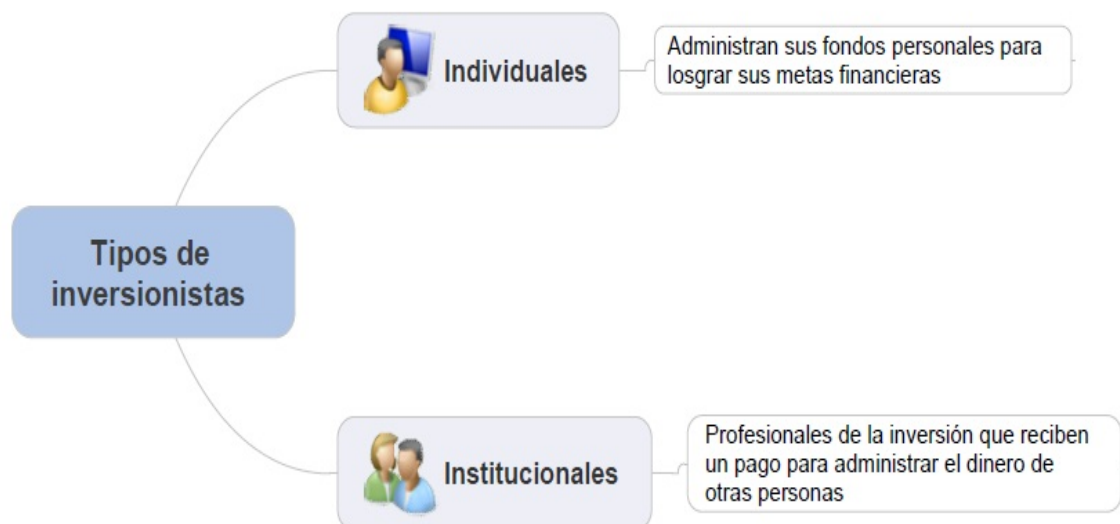 Individuales
Administran sus fondos personales para
losgrar sus metas financieras
Tipos de
inversionistas
Institucionales
Profesionales de la inversión que reciben
un pago para administrar el dinero de
otras personas